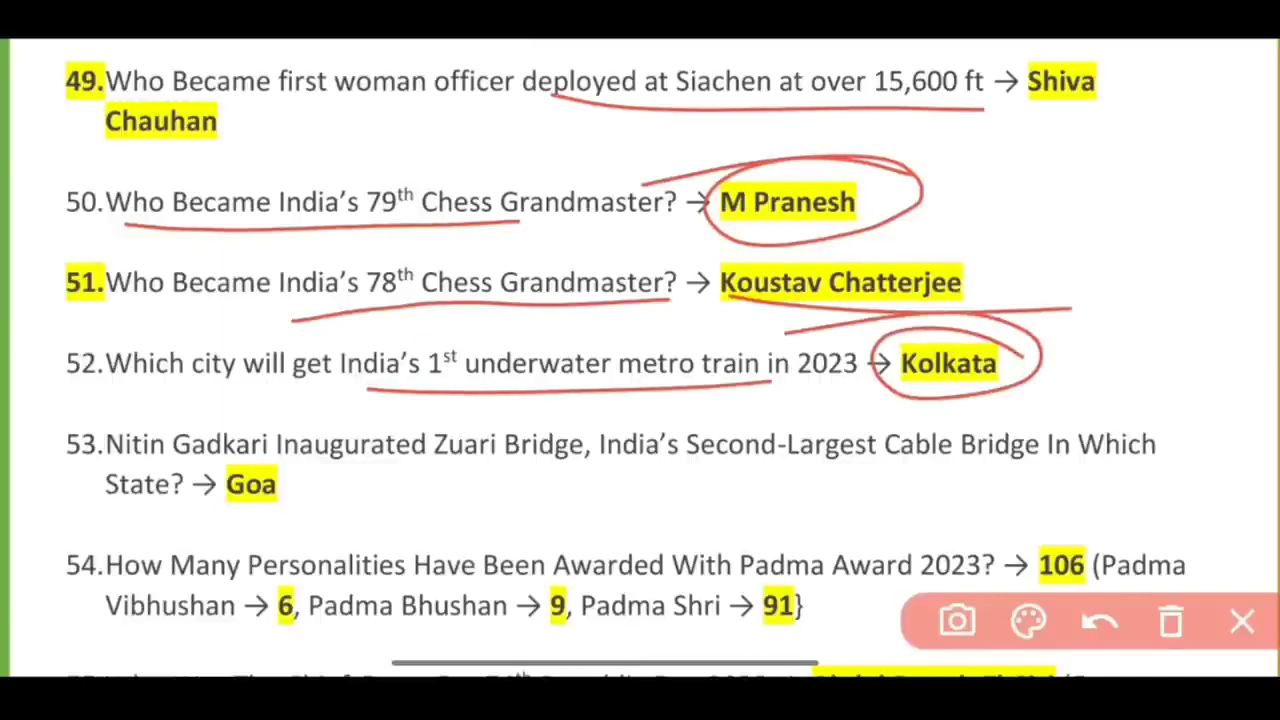 49.Who Became first woman officer deployed at Siachen at over 15,600 ft → Shiva
Chauhan
50.Who Became India's 79th Chess Grandmaster? → M Pranesh
51.Who Became India's 78th Chess Grandmaster? → Koustav Chatterjee
52.Which city will get India's 1st underwater metro train in 2023 → Kolkata
53.Nitin Gadkari Inaugurated Zuari Bridge, India's Second-Largest Cable Bridge In Which
State? → Goa
54.How Many Personalities Have Been Awarded With Padma Award 2023? → 106 (Padma
Vibhushan → 6, Padma Bhushan → 9, Padma Shri → 91}